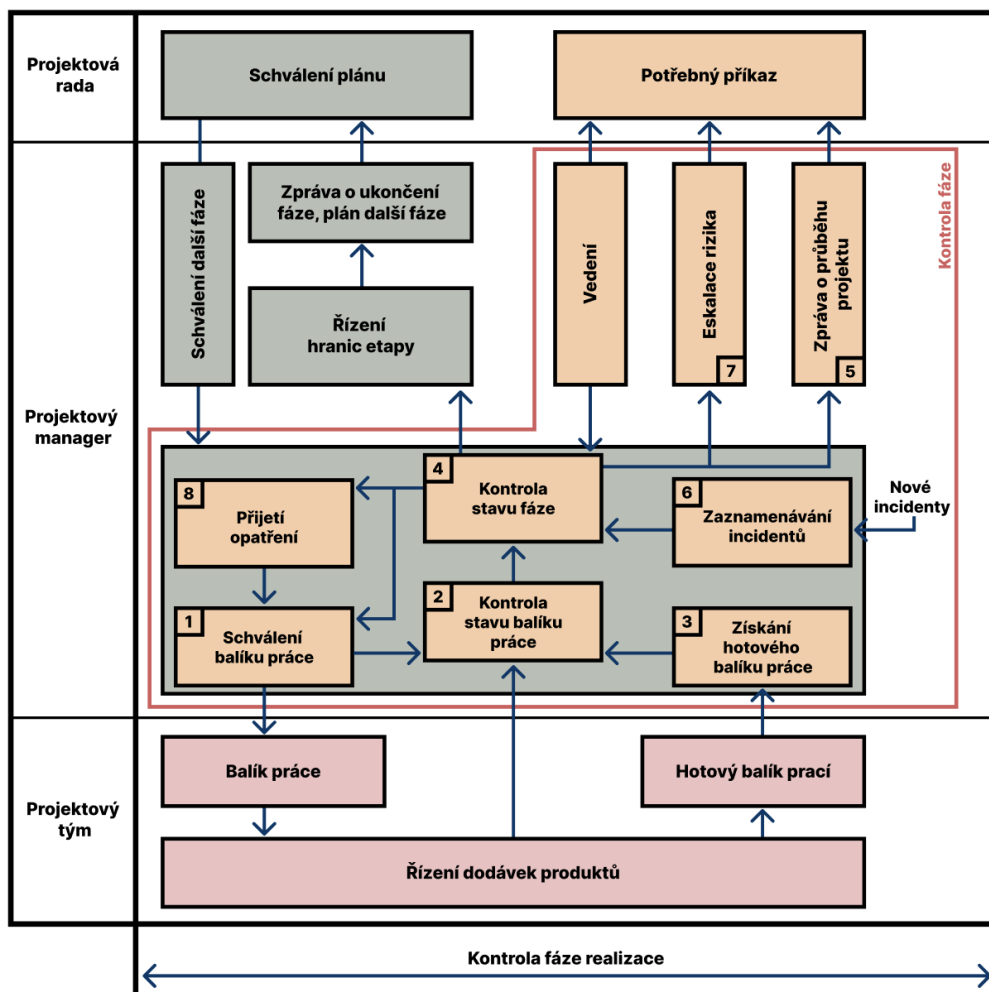 Projektová
rada
Schválení plánu
Potřebný příkaz
Projektový
manager
Schválení další fáze
Zpráva o ukončení
fáze, plán další fáze
Řízení
hranic etapy
Vedení
Eskalace rizika
7
Zpráva o průběhu
projektu
5
Kontrola fáze
8
Přijetí
opatření
4
Kontrola
stavu fáze
6
Zaznamenávání
incidentů
Nové
incidenty
1
Schválení
balíku práce
2
Kontrola
stavu balíku
práce
3
Získání
hotového
balíku práce
Projektový
tým
Balík práce
Hotový balík prací
Řízení dodávek produktů
Kontrola fáze realizace